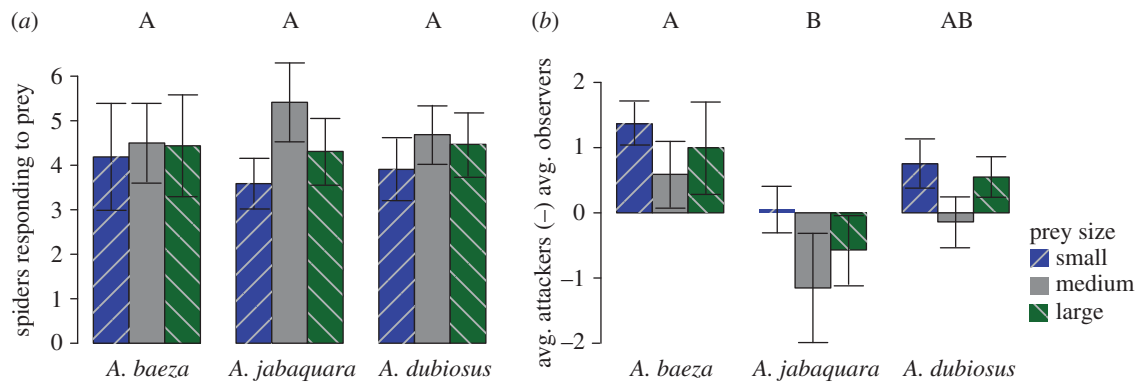 (a) A A A
spiders responding to prey
6
5
4
3
2
1
0
A. baeza A. jabaquara A. dubiosus
(b) A B AB
avg. attackers (–) avg. observers
2
1
0
–1
–2
A. baeza A. jabaquara A. dubiosus
prey size
small
medium
large